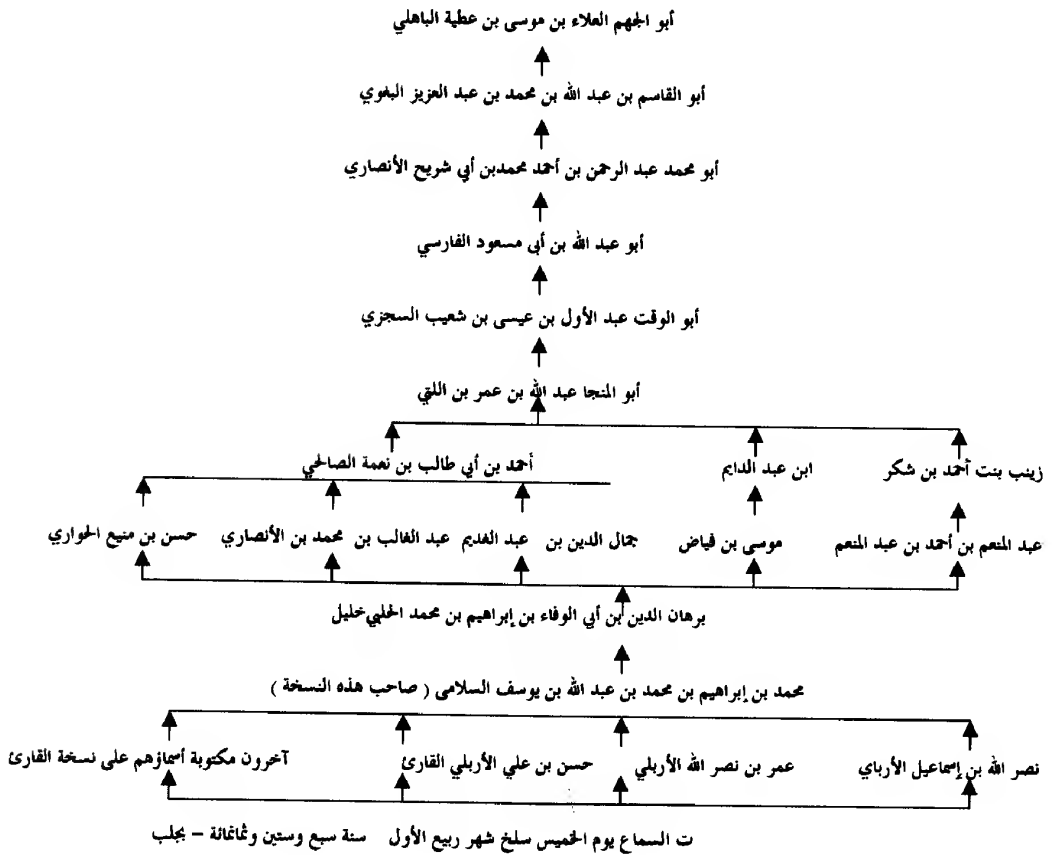 أبو الجهم العلاء بن موسى بن عطية الباهلي
أبو القاسم بن عبد الله بن محمد بن عبد العزيز البغوي
أبو محمد عبد الرحمن بن أحمد محمدبن أبي شريح الأنصاري
أبو عبد الله بن أبى مسعود الفارسي
أبو الوقت عبد الأول بن عيسى بن شعيب السجزي
أبو المنجا عبد الله بن عمر بن اللتي
زينب بنت أحمد بن شكر ابن عبد الدايم أحمد بن أبي طالب بن نعمة الصالحي
عبد المنعم بن أحمد بن عبد المنعم موسى بن فياض جمال الدين بن عبد الغديم عبد الغالب بن محمد بن الأنصاري حسن بن منيع الحواري
برهان الدين بن أبي الوفاء بن إبراهيم بن محمد الحلبي خليل
محمد بن إبراهيم بن محمد بن عبد الله بن يوسف السلامى ( صاحب هذه النسخة )
نصر الله بن إسماعيل الأرباي عمر بن نصر الله الأربلي حسن بن علي الأربلي القارئ آخرون مكتوبة أسماؤهم على نسخة القارئ
ت السماع يوم الخميس سلخ شهر ربيع الأول سنة سبع وستين وثمانمائة – بجلب